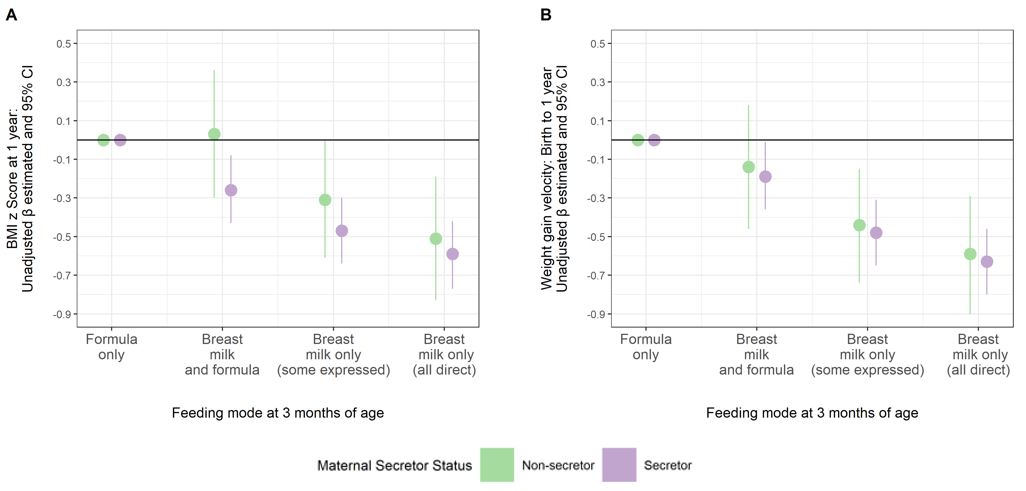 A
BMI z Score at 1 year:
Unadjusted β estimated and 95% CI
0.5
0.3
0.1
-0.1
-0.3
-0.5
-0.7
-0.9
Formula
only
Breast
milk
and formula
Breast
milk only
(some expressed)
Breast
milk only
(all direct)
Feeding mode at 3 months of age
B
Weight gain velocity: Birth to 1 year
Unadjusted β estimated and 95% CI
0.5
0.3
0.1
-0.1
-0.3
-0.5
-0.7
-0.9
Formula
only
Breast
milk
and formula
Breast
milk only
(some expressed)
Breast
milk only
(all direct)
Feeding mode at 3 months of age
Maternal Secretor Status Non-secretor Secretor